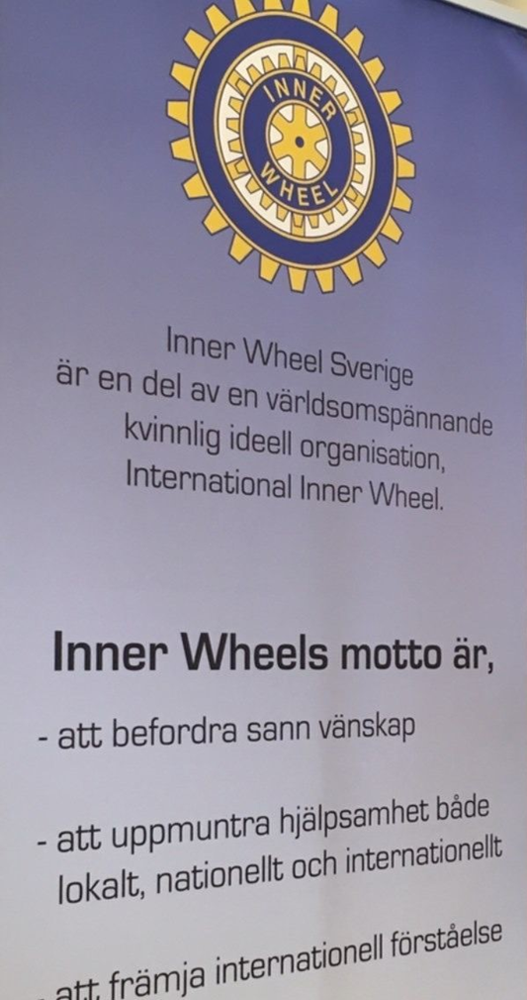 INNER
WHEEL
Inner Wheel Sverige
är en del av en världsomspännande
kvinnlig ideell organisation,
International Inner Wheel.
Inner Wheels motto är,
- att befordra sann vänskap
- att uppmuntra hjälpsamhet både
lokalt, nationellt och internationellt
- att främja internationell förståelse